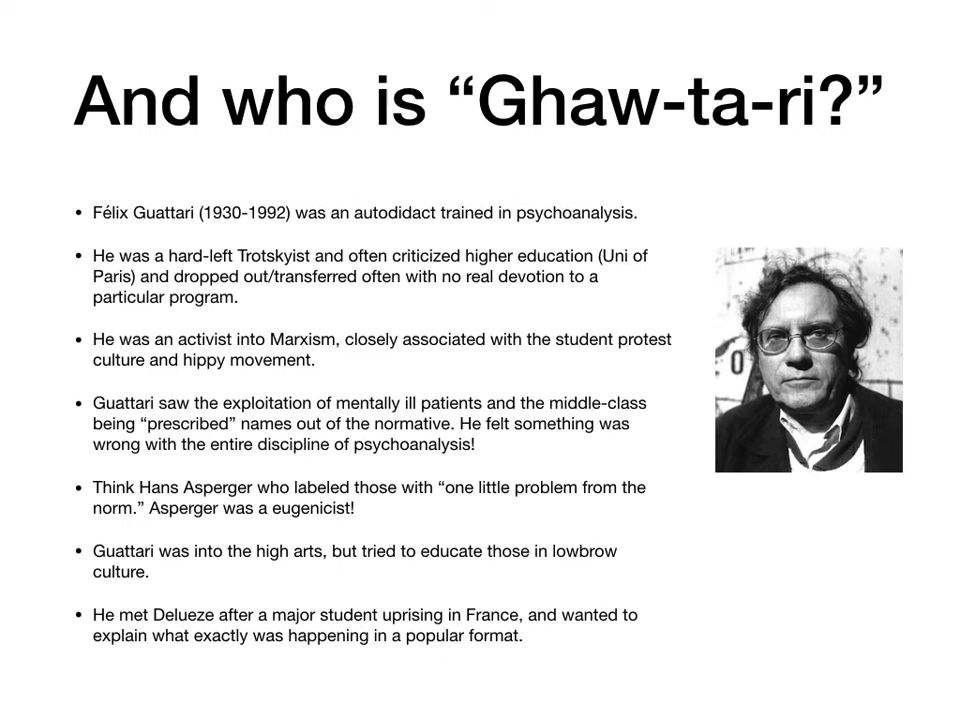 And who is “Ghaw-ta-ri?”
• Félix Guattari (1930-1992) was an autodidact trained in psychoanalysis.
• He was a hard-left Trotskyist and often criticized higher education (Uni of
Paris) and dropped out/transferred often with no real devotion to a
particular program.
• He was an activist into Marxism, closely associated with the student protest
culture and hippy movement.
• Guattari saw the exploitation of mentally ill patients and the middle-class
being “prescribed” names out of the normative. He felt something was
wrong with the entire discipline of psychoanalysis!
• Think Hans Asperger who labeled those with “one little problem from the
norm.” Asperger was a eugenicist!
• Guattari was into the high arts, but tried to educate those in lowbrow
culture.
• He met Delueze after a major student uprising in France, and wanted to
explain what exactly was happening in a popular format.